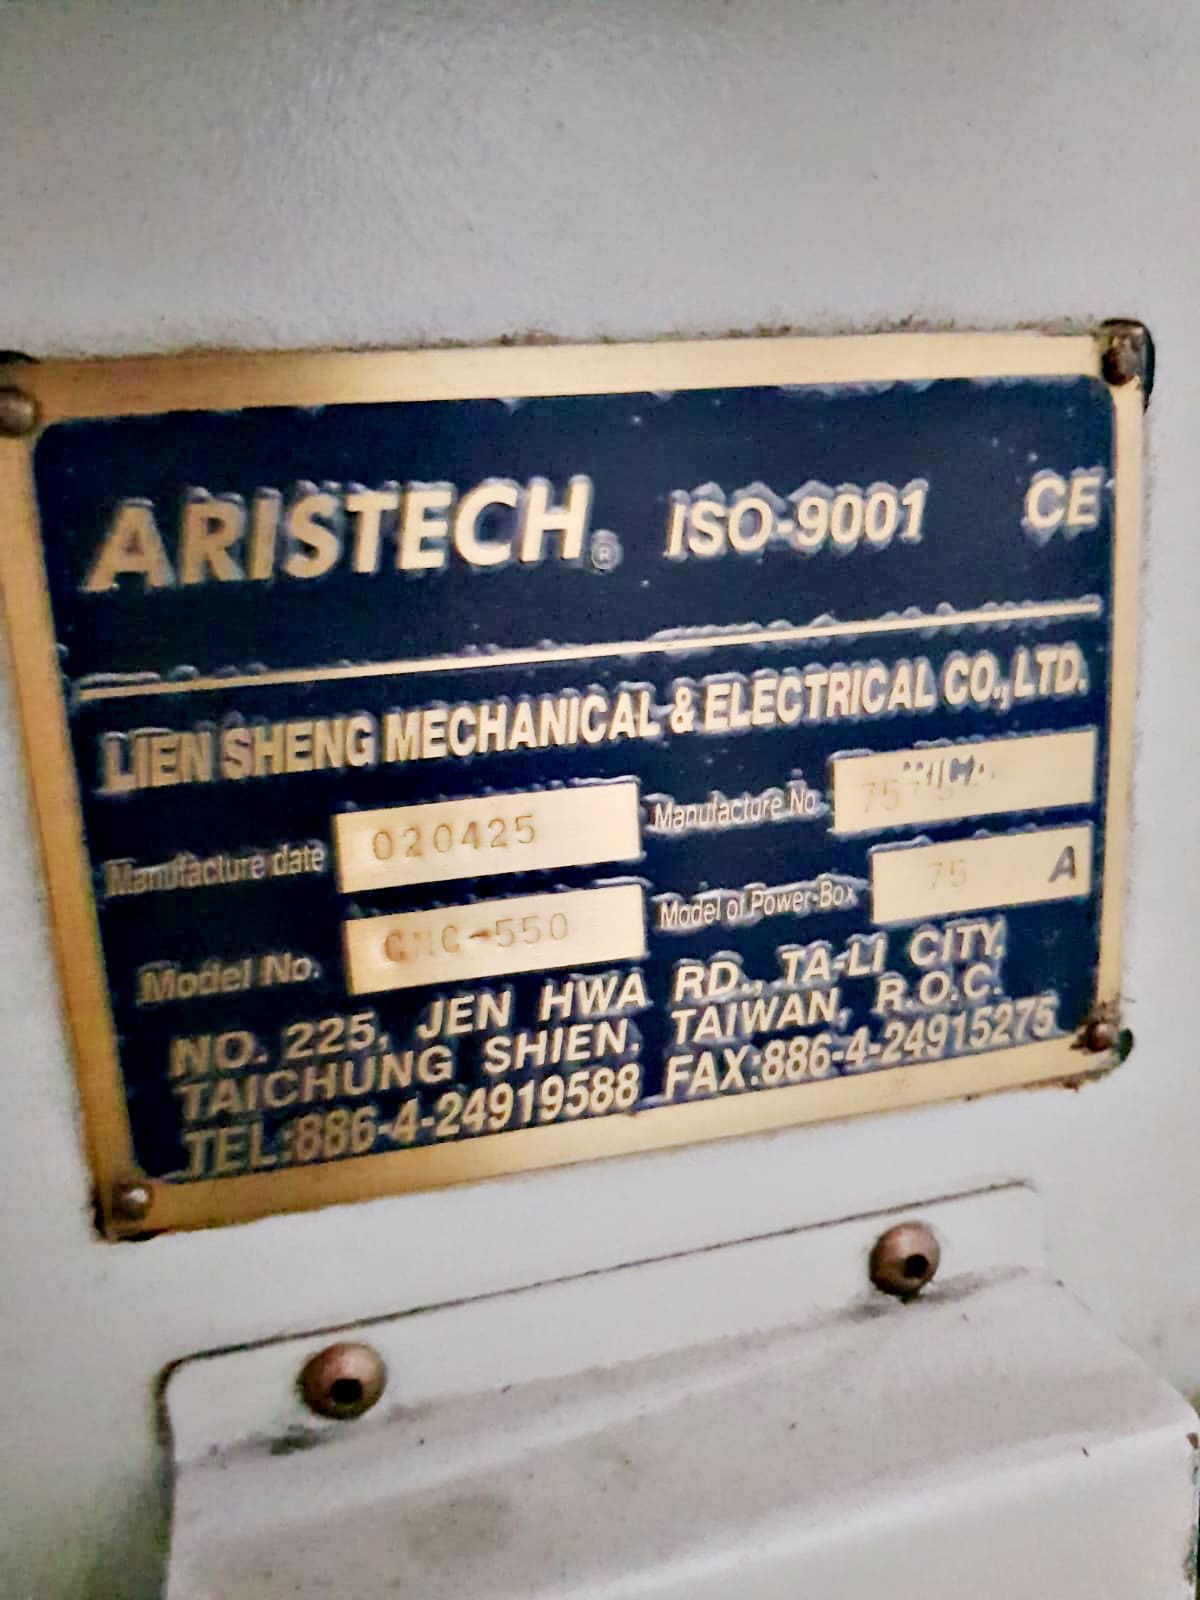 ARISTECH® ISO-9001 CE
LIEN SHENG MECHANICAL & ELECTRICAL CO., LTD.
Manufacture date 020425 Manufacture No.
Model No. CNC-550 Model of Power-Box 75 A
NO. 225, JEN HWA RD., TA-LI CITY,
TAICHUNG SHIEN, TAIWAN, R.O.C.
TEL:886-4-24919588 FAX:886-4-24915275